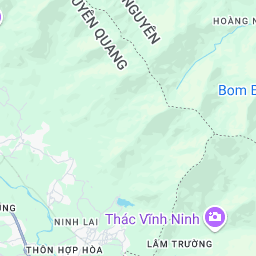 HOÀNG N
NGUYÊN
UYÊN QUANG
Bom B
NINH LAI
Thác Vĩnh Ninh
THÔN HỢP HÒA
LÂM TRƯỜNG